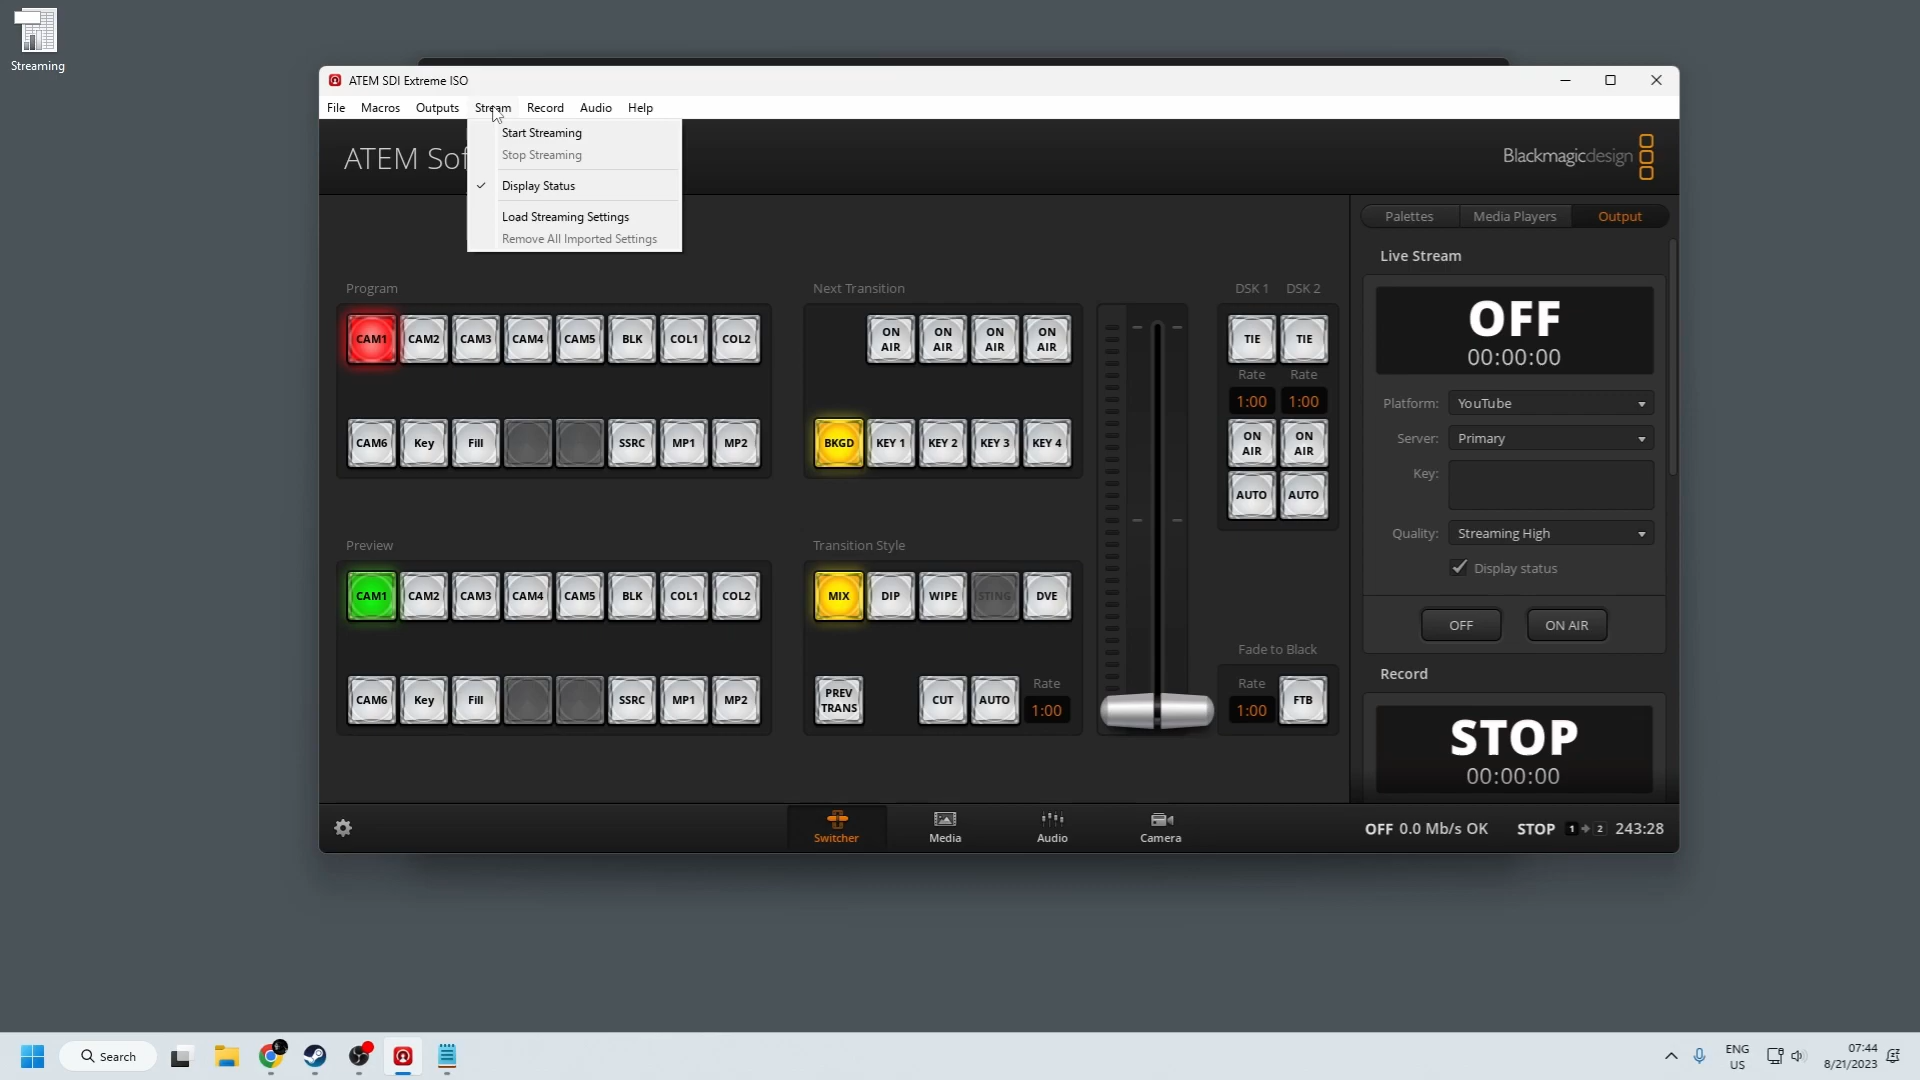 Streaming
ATEM SDI Extreme ISO
File Macros Outputs Stream Record Audio Help
Start Streaming
Stop Streaming
Display Status
Load Streaming Settings
Remove All Imported Settings
ATEM Sof
Blackmagicdesign
Palettes Media Players Output
Live Stream
OFF
00:00:00
Platform: YouTube
Server: Primary
Key:
Quality: Streaming High
Display status
OFF ON AIR
Record
STOP
00:00:00
Program
CAM1 CAM2 CAM3 CAM4 CAM5 BLK COL1 COL2
CAM6 Key Fill SSRC MP1 MP2
Next Transition
ON AIR ON AIR ON AIR ON AIR
BKGD KEY 1 KEY 2 KEY 3 KEY 4
DSK 1 DSK 2
TIE TIE
Rate Rate
1:00 1:00
ON AIR ON AIR
AUTO AUTO
Preview
CAM1 CAM2 CAM3 CAM4 CAM5 BLK COL1 COL2
CAM6 Key Fill SSRC MP1 MP2
Transition Style
MIX DIP WIPE STING DVE
PREV TRANS CUT AUTO
Rate
1:00
Fade to Black
Rate
1:00 FTB
Switcher Media Audio Camera
OFF 0.0 Mb/s OK STOP 1 2 243:28
Search
ENG
US
07:44
8/21/2023